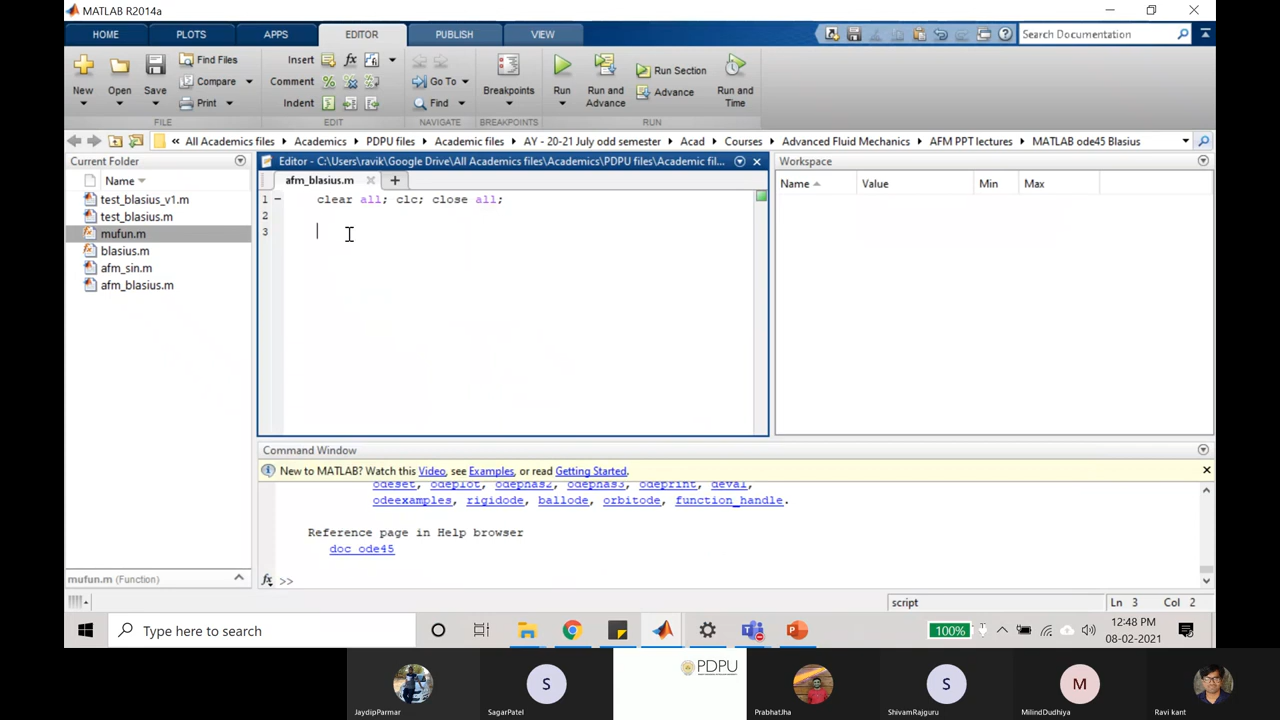 MATLAB R2014a
HOME PLOTS APPS EDITOR PUBLISH VIEW
Search Documentation
New Open Save
Find Files
Compare
Print
Insert
Comment
Indent
Go To
Find
Breakpoints
Run
Run and Advance
Run Section
Advance
Run and Time
FILE EDIT NAVIGATE BREAKPOINTS RUN
« All Academics files Academics PDPU files Academic files AY - 20-21 July odd semester Acad Courses Advanced Fluid Mechanics AFM PPT lectures MATLAB ode45 Blasius
Current Folder
Name
test_blasius_v1.m
test_blasius.m
mufun.m
blasius.m
afm_sin.m
afm_blasius.m
mufun.m (Function)
Editor - C:\Users\ravik\Google Drive\All Academics files\Academics\PDPU files\Academic fil...
afm_blasius.m
1 clear all; clc; close all;
2
3
Workspace
Name Value Min Max
Command Window
New to MATLAB? Watch this Video, see Examples, or read Getting Started.
odeset, odeplot, odephas2, odephas3, odeprint, deval,
odeexamples, rigidode, ballode, orbitode, function_handle.
Reference page in Help browser
doc ode45
fx >>
script Ln 3 Col 2
Type here to search
100%
12:48 PM
08-02-2021
PDPU
S S M
JaydipParmar SagarPatel PrabhatJha ShivamRajguru MilindDudhiya Ravi kant